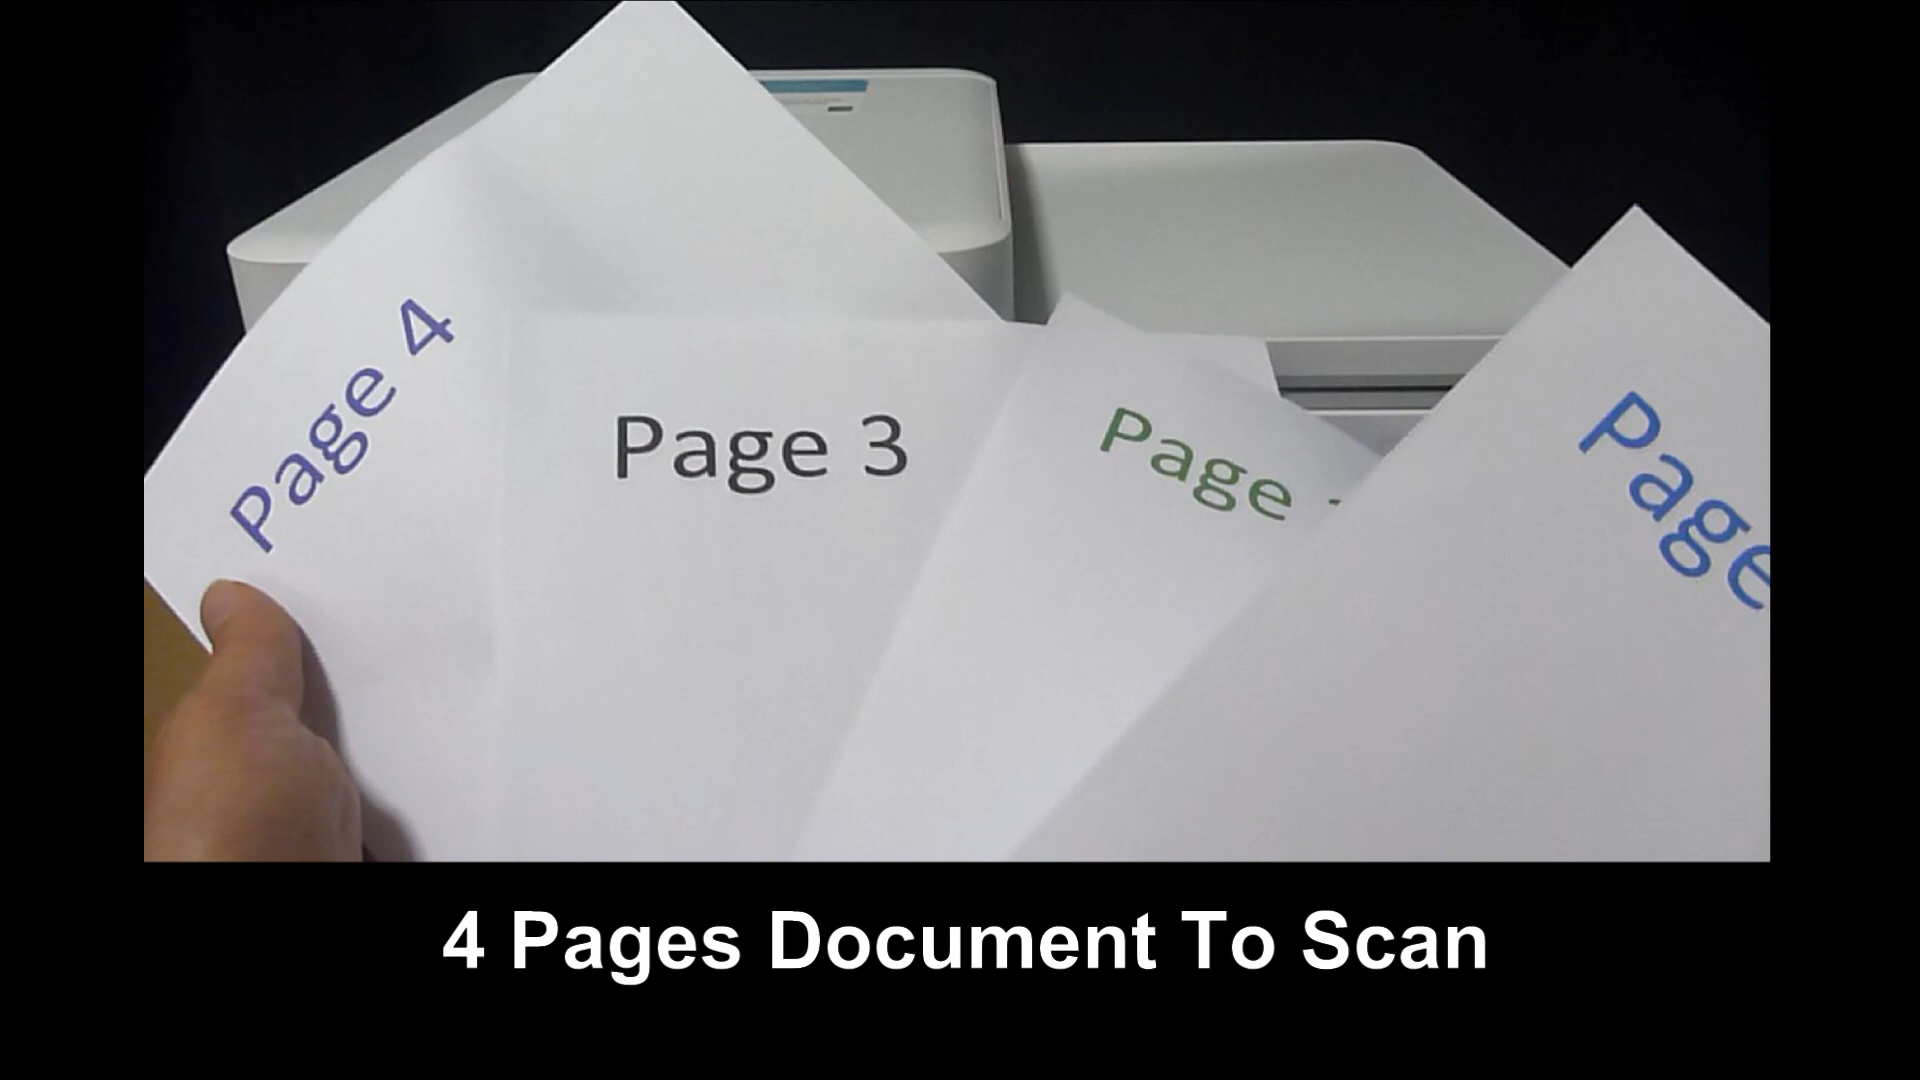 Page 4
Page 3
Page
Page
4 Pages Document To Scan